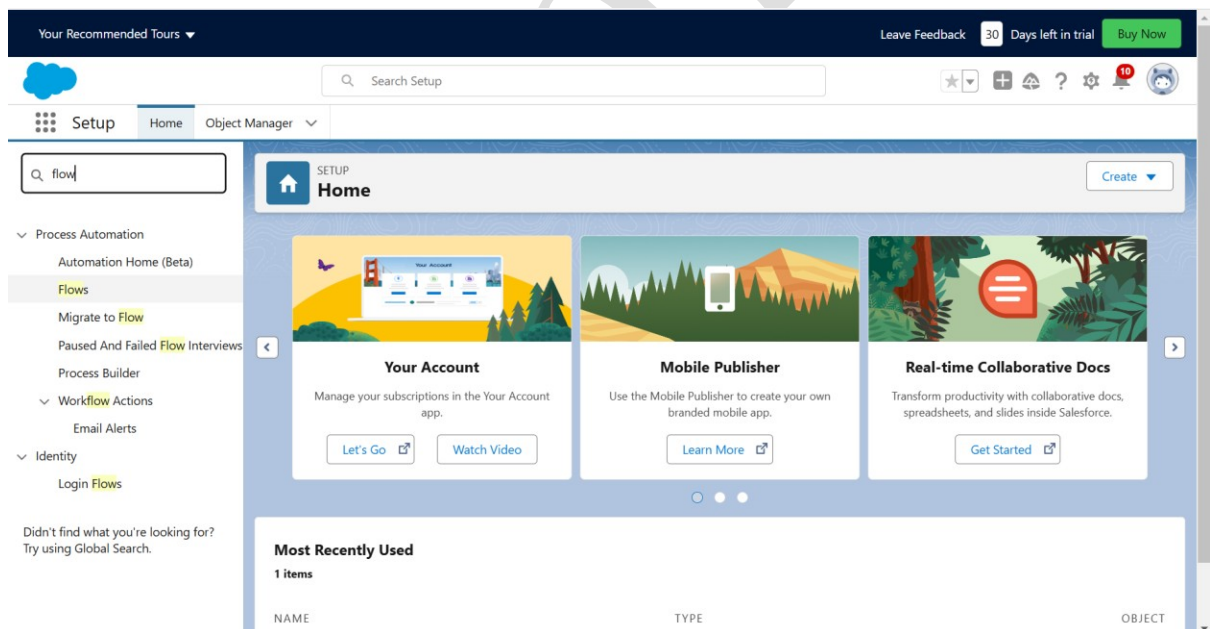 Your Recommended Tours
Leave Feedback 30 Days left in trial Buy Now
Search Setup
10
Setup Home Object Manager
flow
SETUP
Home
Create
Process Automation
Automation Home (Beta)
Flows
Migrate to Flow
Paused And Failed Flow Interviews
Process Builder
Workflow Actions
Email Alerts
Identity
Login Flows
Didn't find what you're looking for?
Try using Global Search.
Your Account
Manage your subscriptions in the Your Account
app.
Let's Go Watch Video
Mobile Publisher
Use the Mobile Publisher to create your own
branded mobile app.
Learn More
Real-time Collaborative Docs
Transform productivity with collaborative docs,
spreadsheets, and slides inside Salesforce.
Get Started
Most Recently Used
1 items
NAME TYPE OBJECT